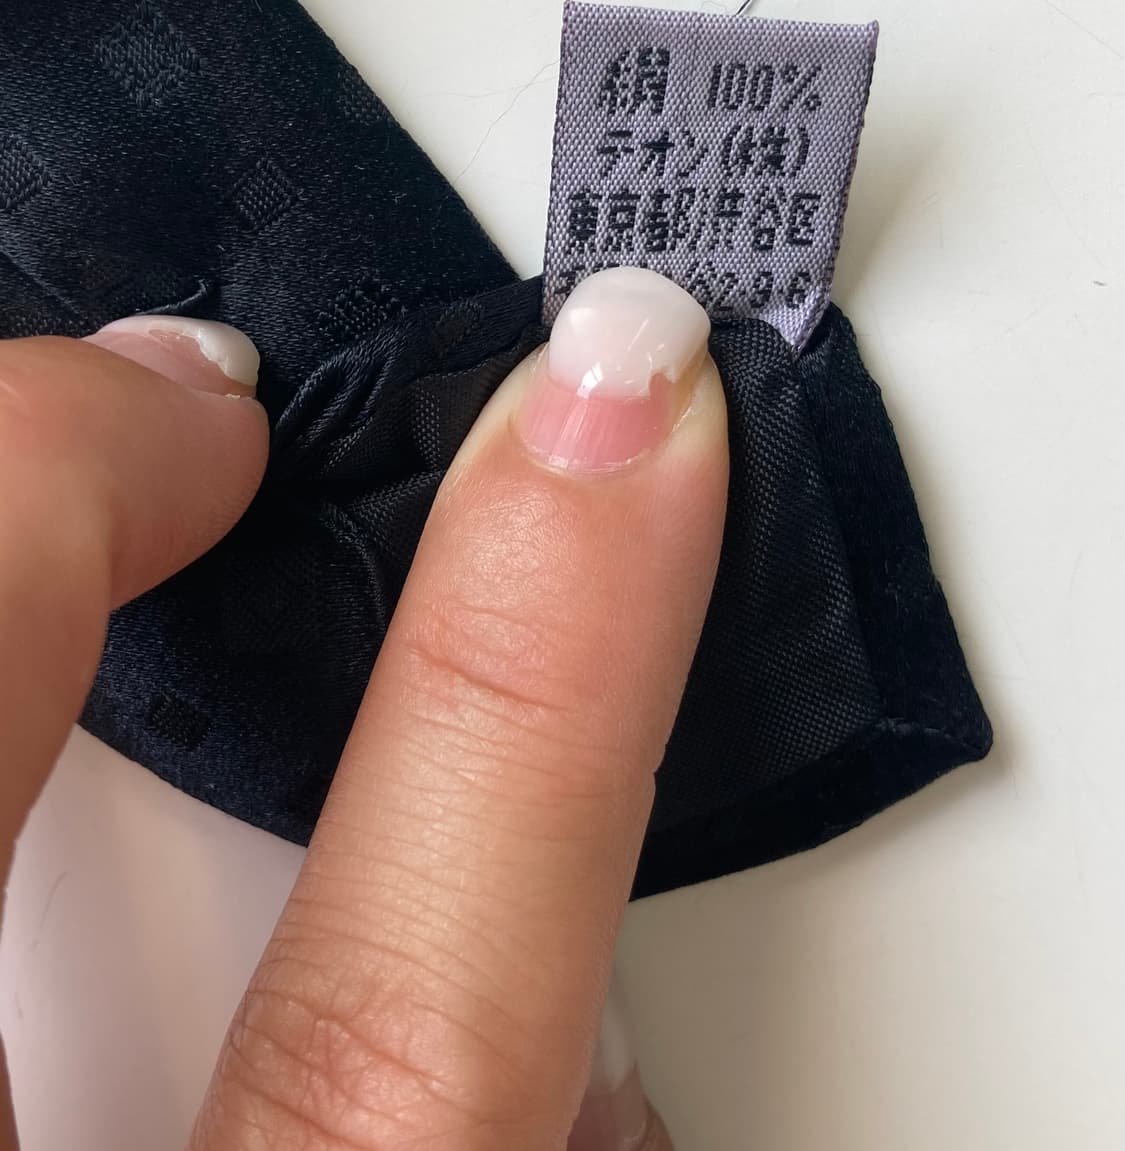 絹 100%
テオン(株)
東京都渋谷区